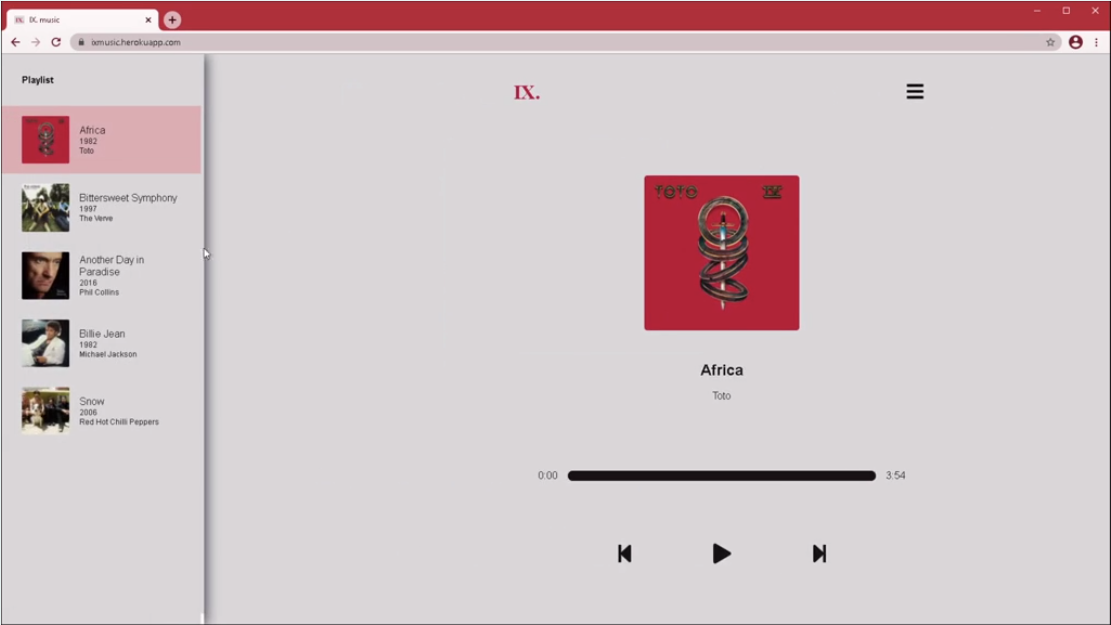 IX. IX. music
ixmusic.herokuapp.com
Playlist
Africa
1982
Toto
Bittersweet Symphony
1997
The Verve
Another Day in
Paradise
2016
Phil Collins
Billie Jean
1982
Michael Jackson
Snow
2006
Red Hot Chilli Peppers
IX.
TOTO IV
Africa
Toto
0:00 3:54